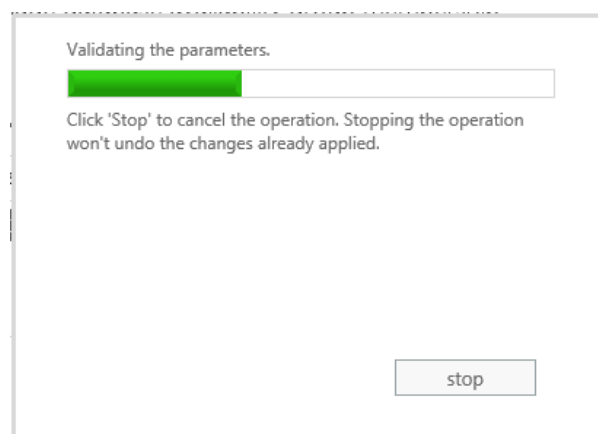 Validating the parameters.
Click 'Stop' to cancel the operation. Stopping the operation
won't undo the changes already applied.
stop